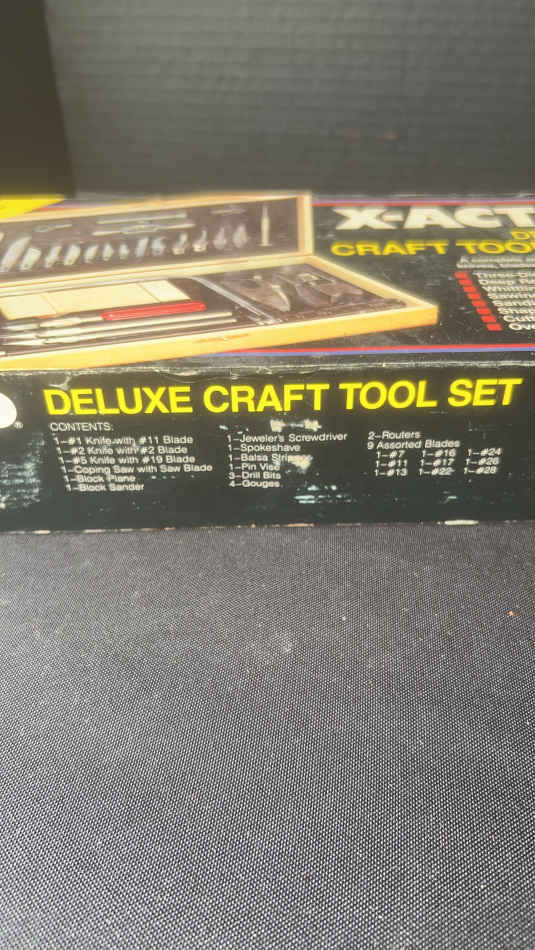 X-ACT
CRAFT TOO
DELUXE CRAFT TOOL SET
®
CONTENTS:
1-#1 Knife with #11 Blade
1-#2 Knife with #2 Blade
1-#5 Knife with #19 Blade
1-Coping Saw with Saw Blade
1-Block Plane
1-Block Sander
1-Jeweler's Screwdriver
1-Spokeshave
1-Balsa
1-Pin Vise
3-Drill Bits
4-Gouges
2-Routers
9 Assorted Blades
1-#7 1-#16 1-#24
1-#11 1-#17 1-#26
1-#13 1-#22 1-#28